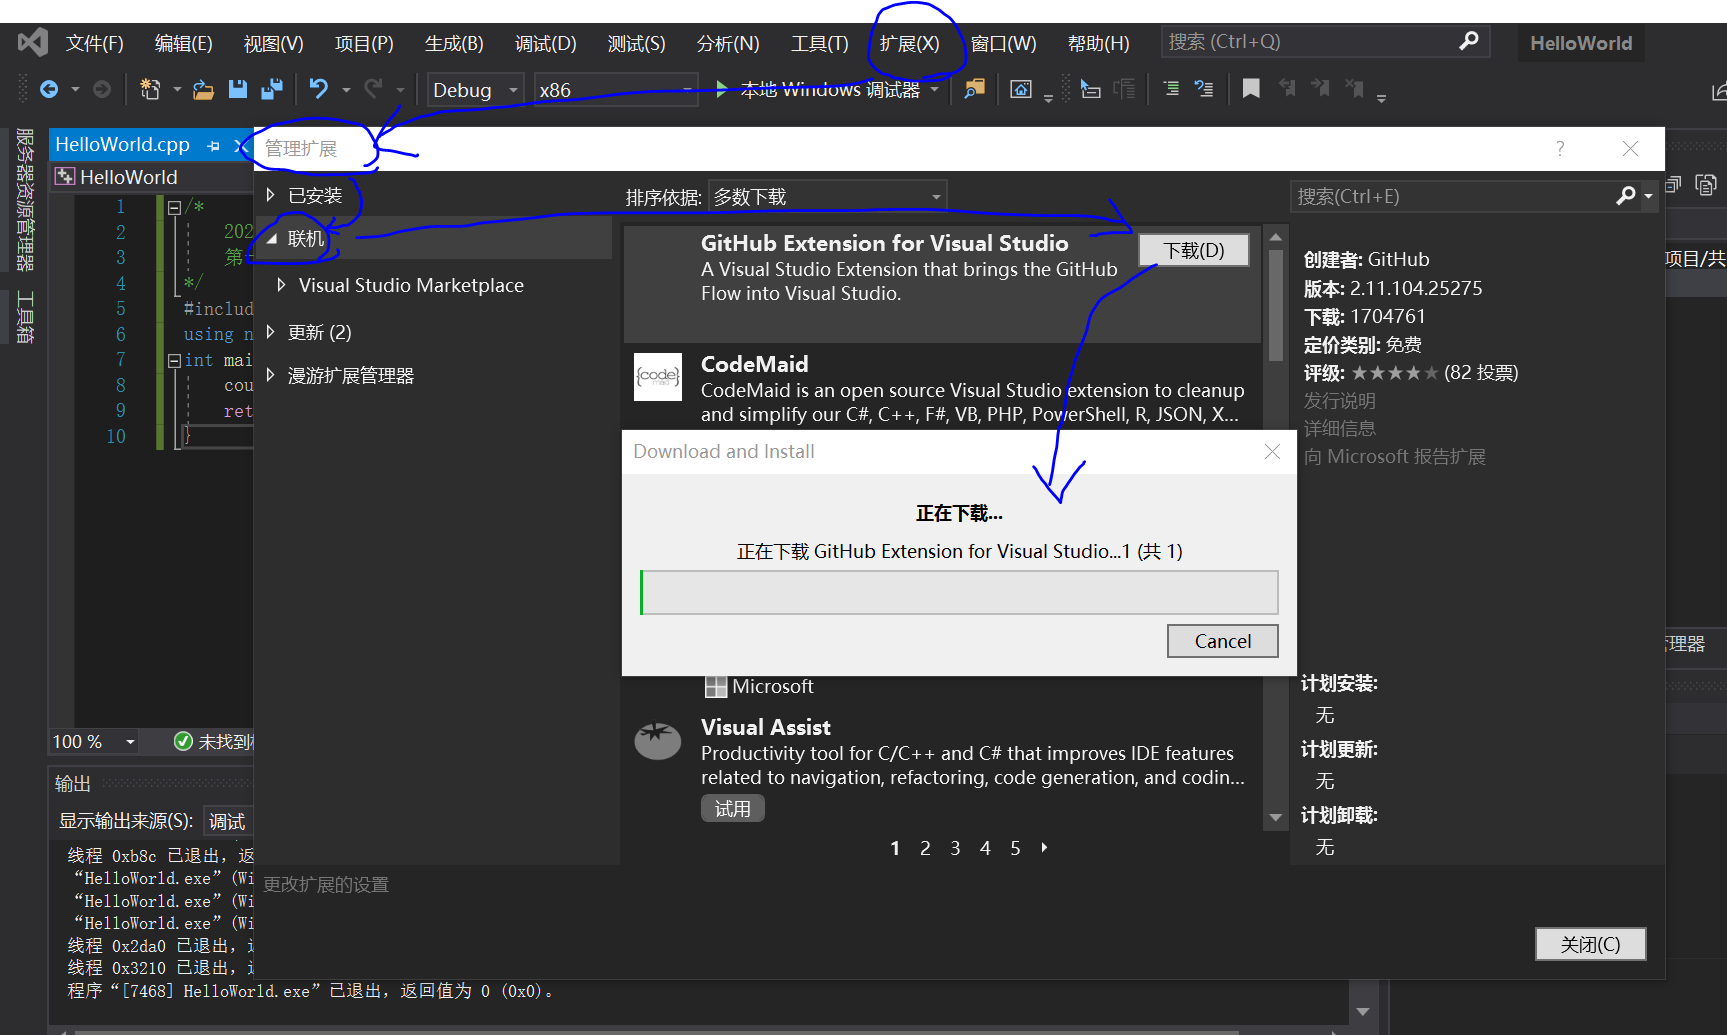 文件(F) 编辑(E) 视图(V) 项目(P) 生成(B) 调试(D) 测试(S) 分析(N) 工具(T) 扩展(X) 窗口(W) 帮助(H) 搜索 (Ctrl+Q) HelloWorld
Debug x86 本地 Windows 调试器
服务器资源管理器
工具箱
HelloWorld.cpp
HelloWorld
1 /*
2 202
3 第
4 */
5 #includ
6 using n
7 int mai
8 cou
9 ret
10 }
100 % 未找到
管理扩展 ?
已安装
联机
Visual Studio Marketplace
更新 (2)
漫游扩展管理器
更改扩展的设置
排序依据: 多数下载
GitHub Extension for Visual Studio 下载(D)
A Visual Studio Extension that brings the GitHub
Flow into Visual Studio.
CodeMaid
CodeMaid is an open source Visual Studio extension to cleanup
and simplify our C#, C++, F#, VB, PHP, PowerShell, R, JSON, X...
Download and Install
正在下载...
正在下载 GitHub Extension for Visual Studio...1 (共 1)
Cancel
Microsoft
Visual Assist
Productivity tool for C/C++ and C# that improves IDE features
related to navigation, refactoring, code generation, and codin...
试用
1 2 3 4 5
搜索(Ctrl+E)
创建者: GitHub
版本: 2.11.104.25275
下载: 1704761
定价类别: 免费
评级: ★★★★★ (82 投票)
发行说明
详细信息
向 Microsoft 报告扩展
计划安装:
无
计划更新:
无
计划卸载:
无
关闭(C)
项目/共
管理器
输出
显示输出来源(S): 调试
线程 0xb8c 已退出，返
“HelloWorld.exe”(Wi
“HelloWorld.exe”(Wi
“HelloWorld.exe”(Wi
线程 0x2da0 已退出，
线程 0x3210 已退出，
程序“[7468] HelloWorld.exe”已退出，返回值为 0 (0x0)。